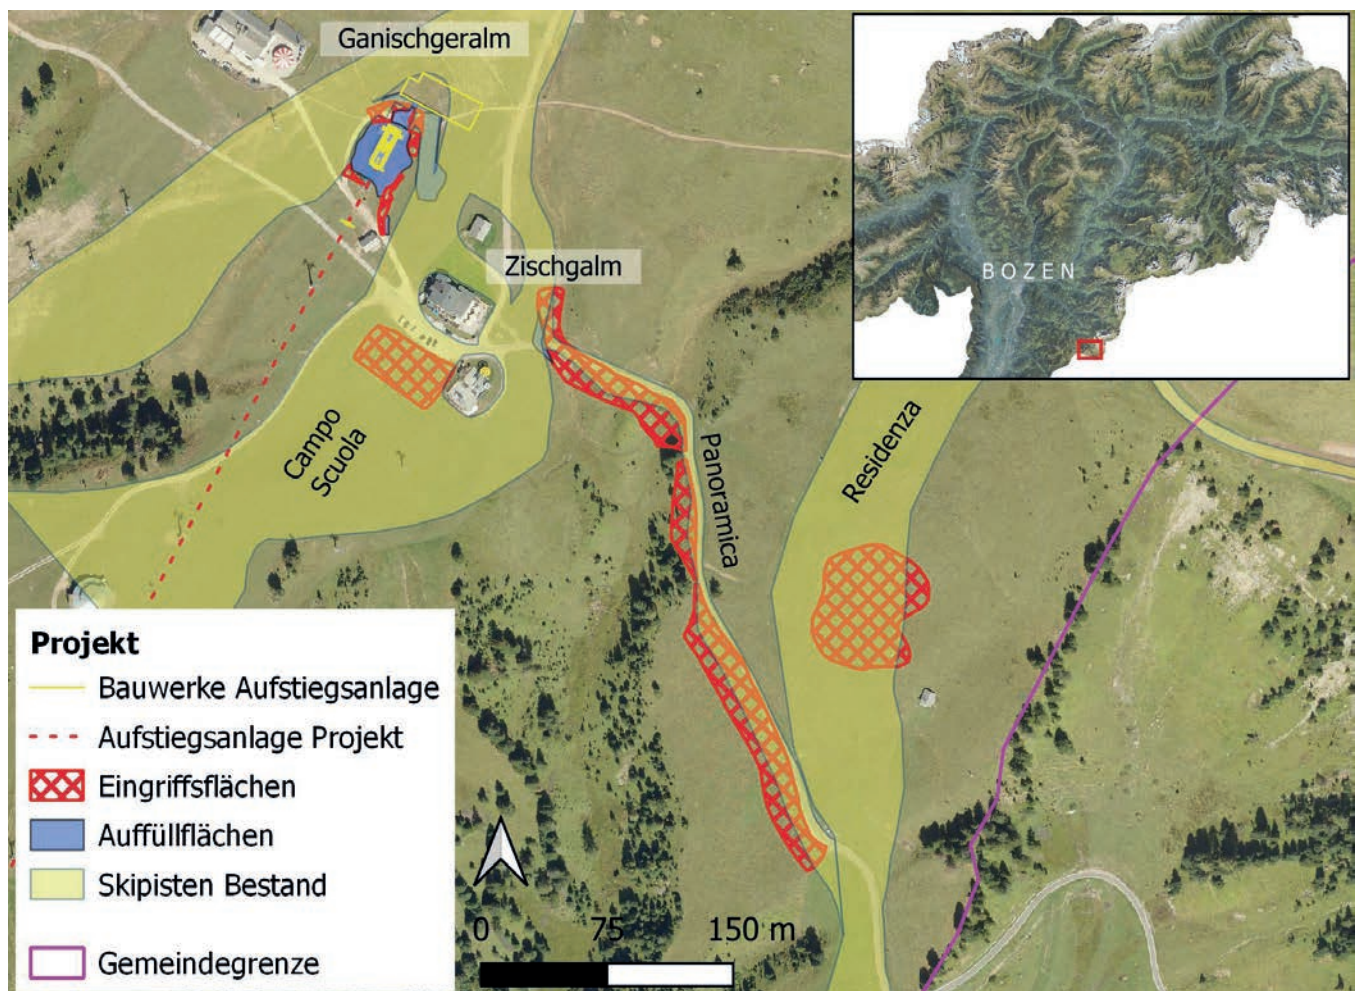 Ganischgeralm
Zischgalm
BOZEN
Campo
Scuola
Panoramica
Residenza
Projekt
Bauwerke Aufstiegsanlage
Aufstiegsanlage Projekt
Eingriffsflächen
Auffüllflächen
Skipisten Bestand
Gemeindegrenze
0 75 150 m